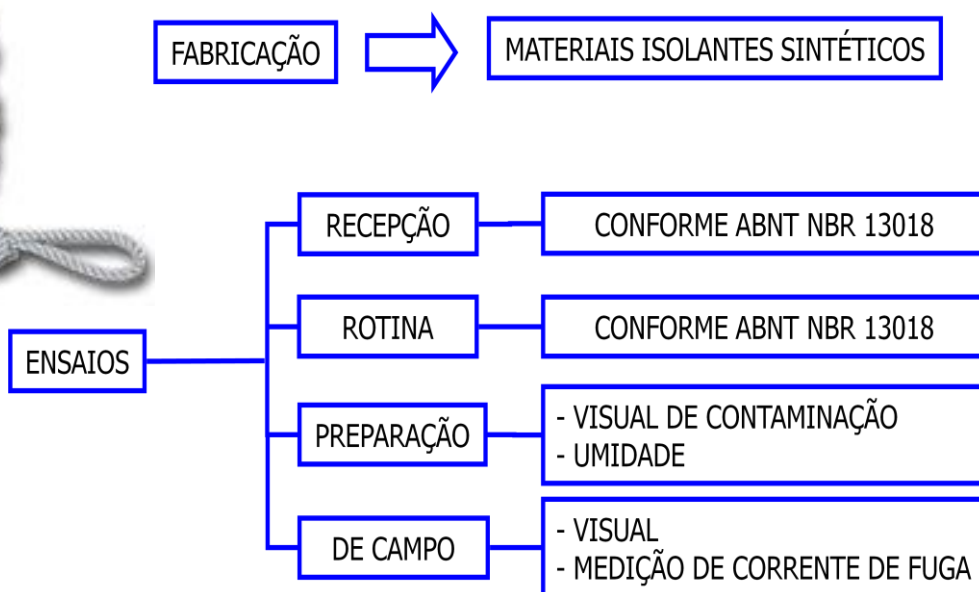 FABRICAÇÃO
MATERIAIS ISOLANTES SINTÉTICOS
ENSAIOS
RECEPÇÃO
CONFORME ABNT NBR 13018
ROTINA
CONFORME ABNT NBR 13018
PREPARAÇÃO
- VISUAL DE CONTAMINAÇÃO
- UMIDADE
DE CAMPO
- VISUAL
- MEDIÇÃO DE CORRENTE DE FUGA